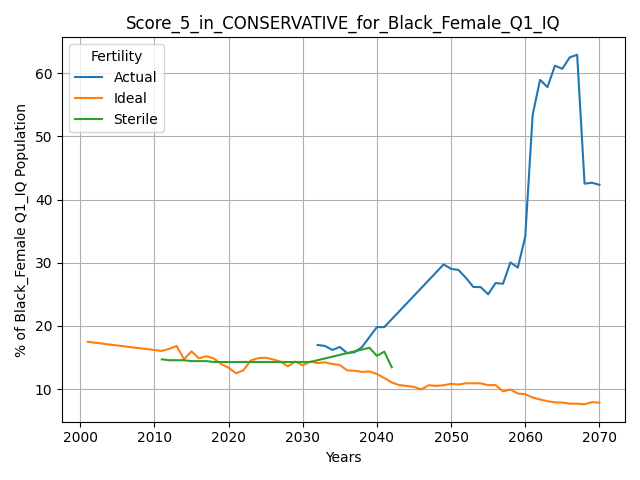 Score_5_in_CONSERVATIVE_for_Black_Female_Q1_IQ
Fertility
Actual
Ideal
Sterile
% of Black_Female Q1_IQ Population
60
50
40
30
20
10
2000 2010 2020 2030 2040 2050 2060 2070
Years